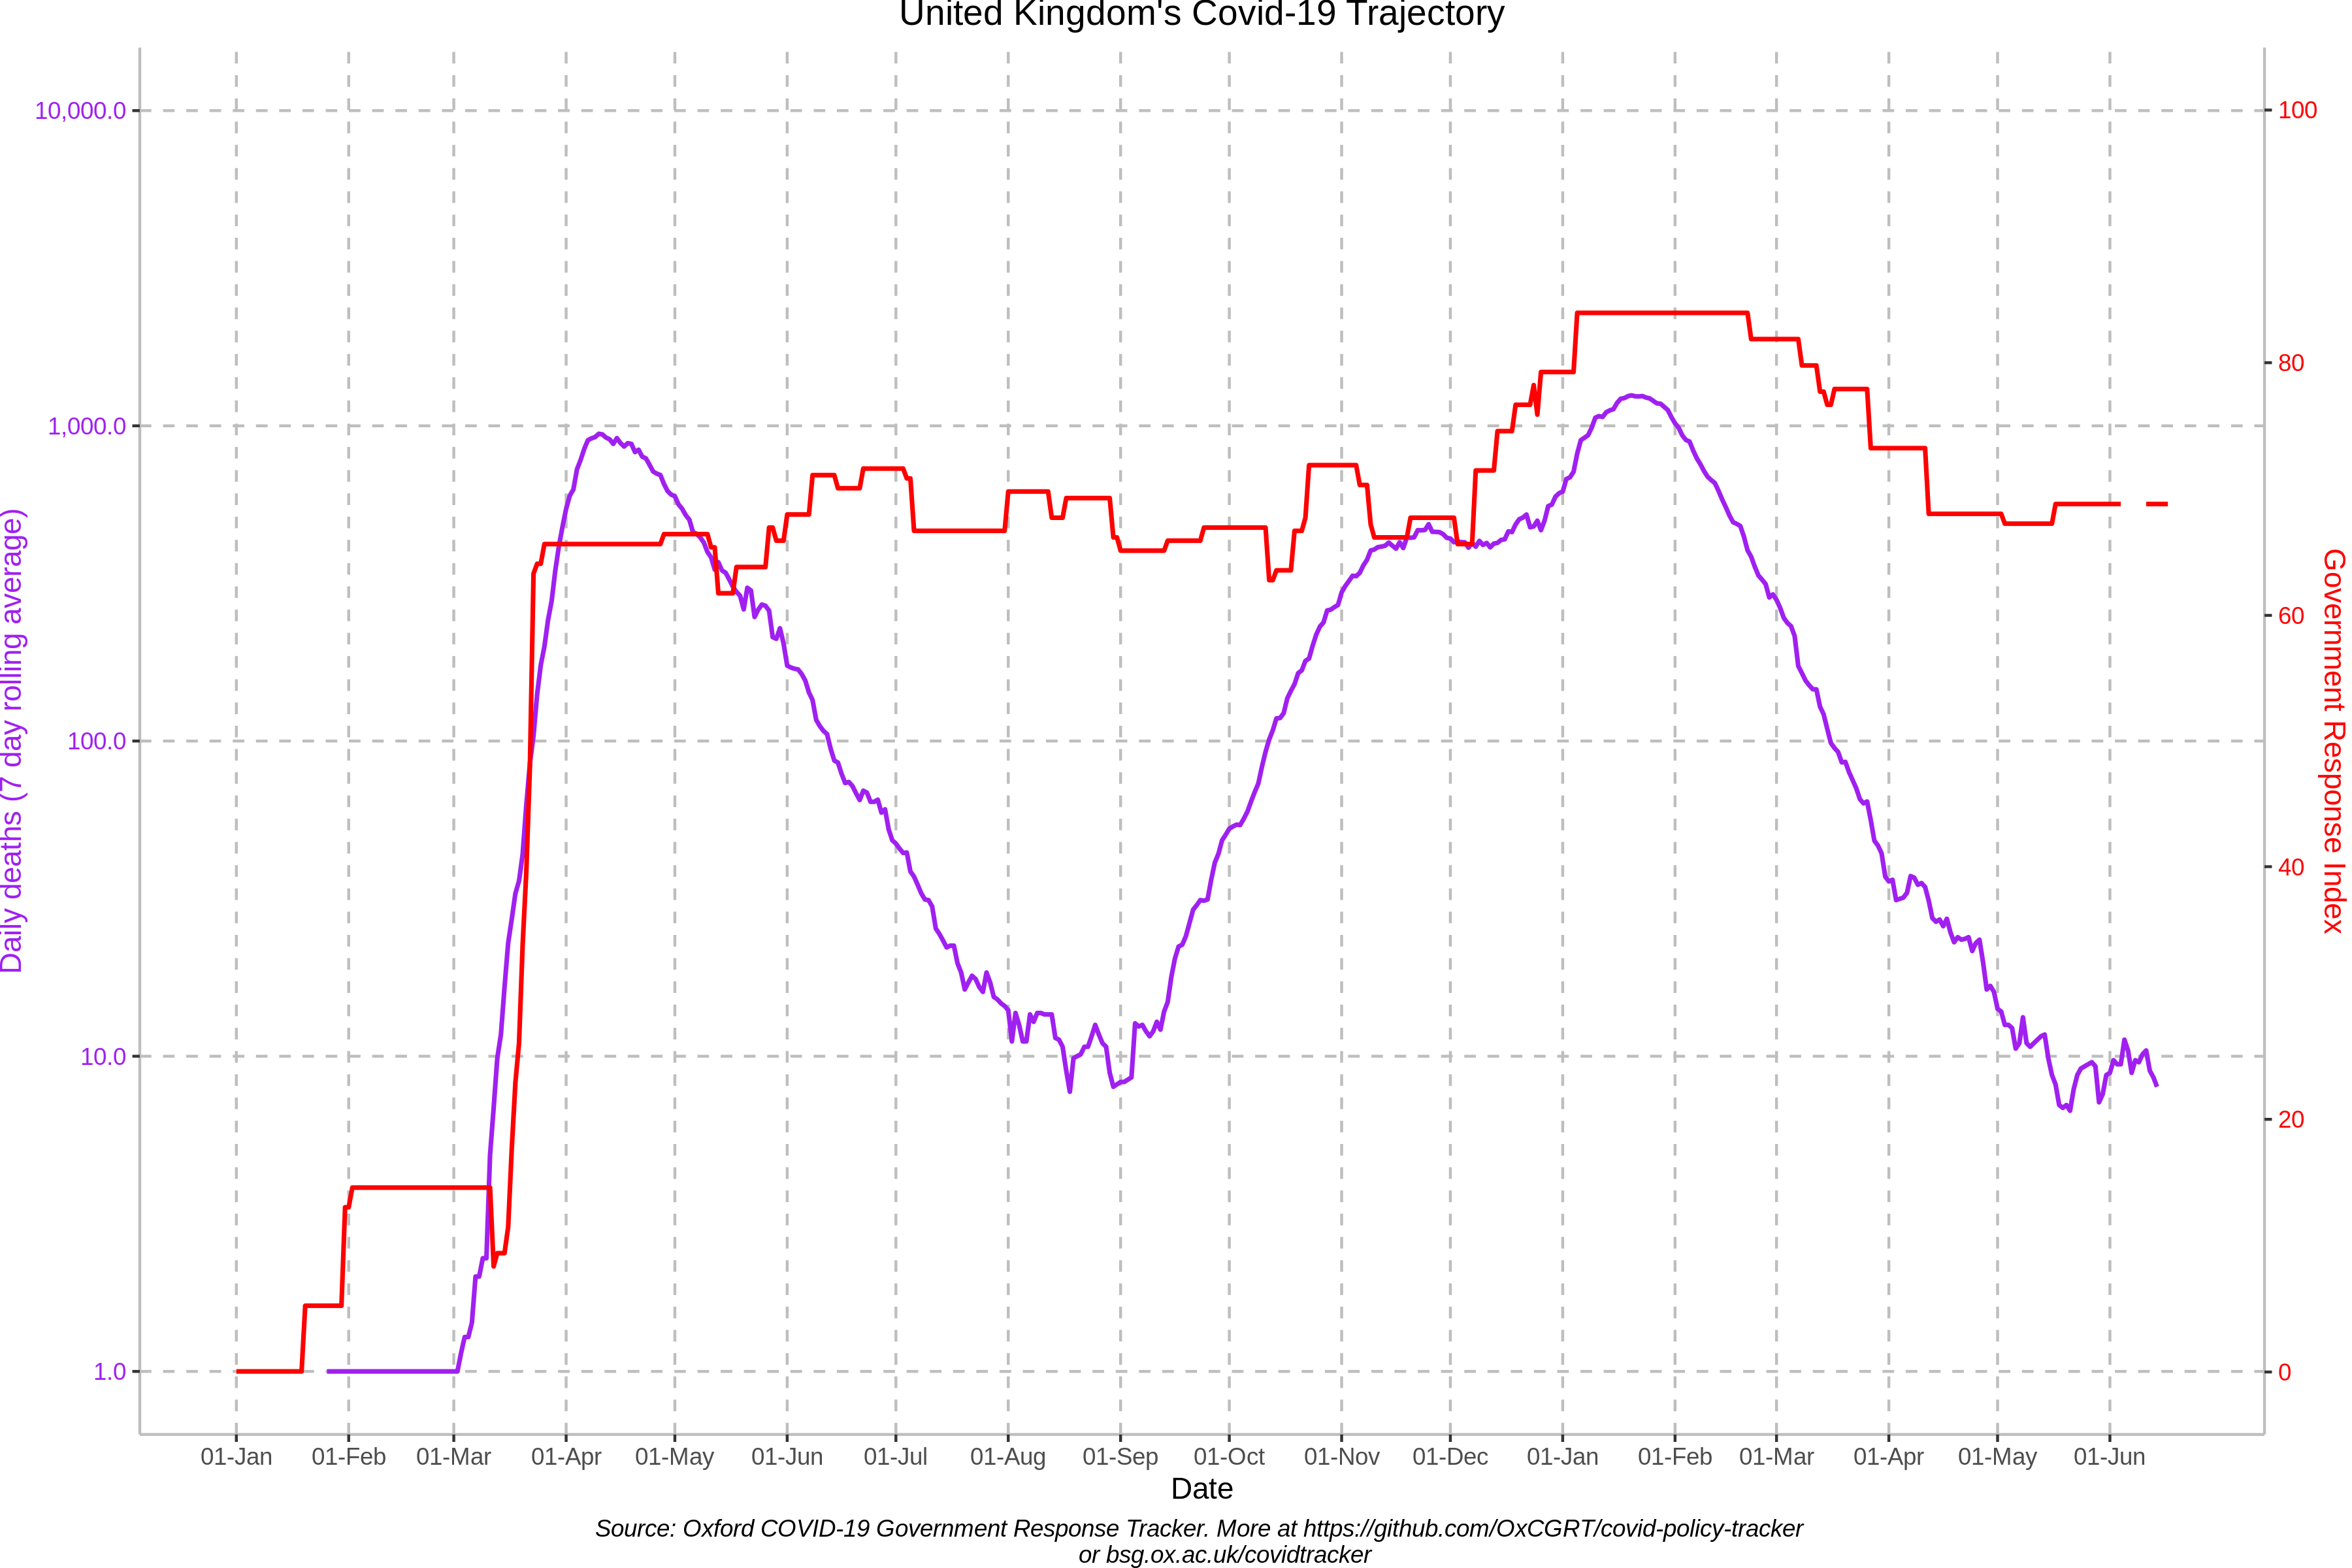 United Kingdom's Covid-19 Trajectory
10,000.0
1,000.0
100.0
10.0
1.0
Daily deaths (7 day rolling average)
100
80
60
40
20
0
Government Response Index
01-Jan 01-Feb 01-Mar 01-Apr 01-May 01-Jun 01-Jul 01-Aug 01-Sep 01-Oct 01-Nov 01-Dec 01-Jan 01-Feb 01-Mar 01-Apr 01-May 01-Jun
Date
Source: Oxford COVID-19 Government Response Tracker. More at https://github.com/OxCGRT/covid-policy-tracker
or bsg.ox.ac.uk/covidtracker